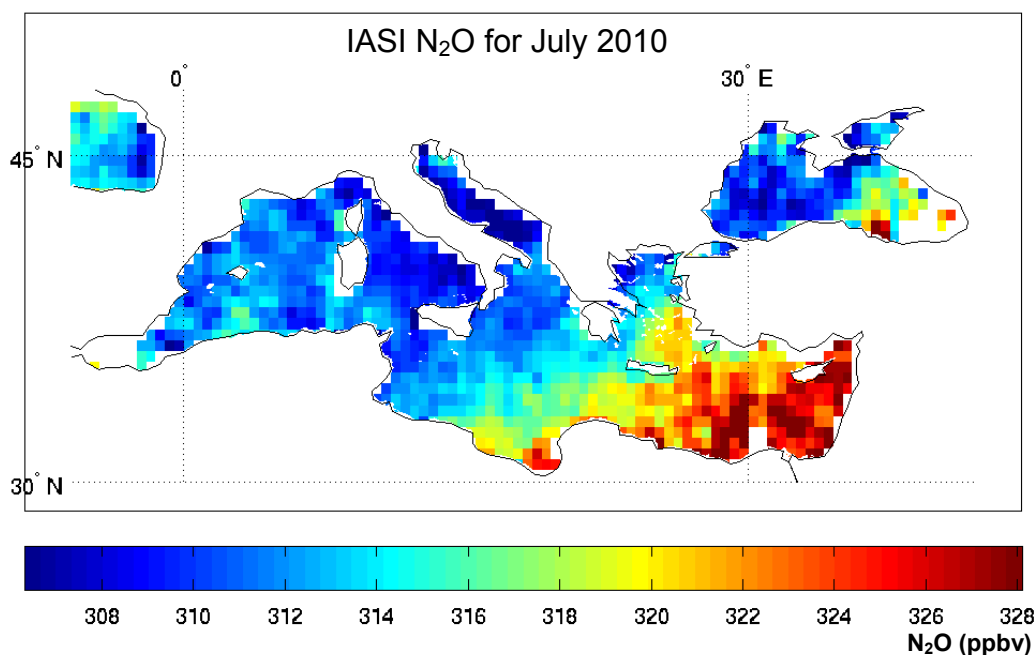 IASI N₂O for July 2010
0°
30° E
45° N
30° N
308 310 312 314 316 318 320 322 324 326 328
N₂O (ppbv)